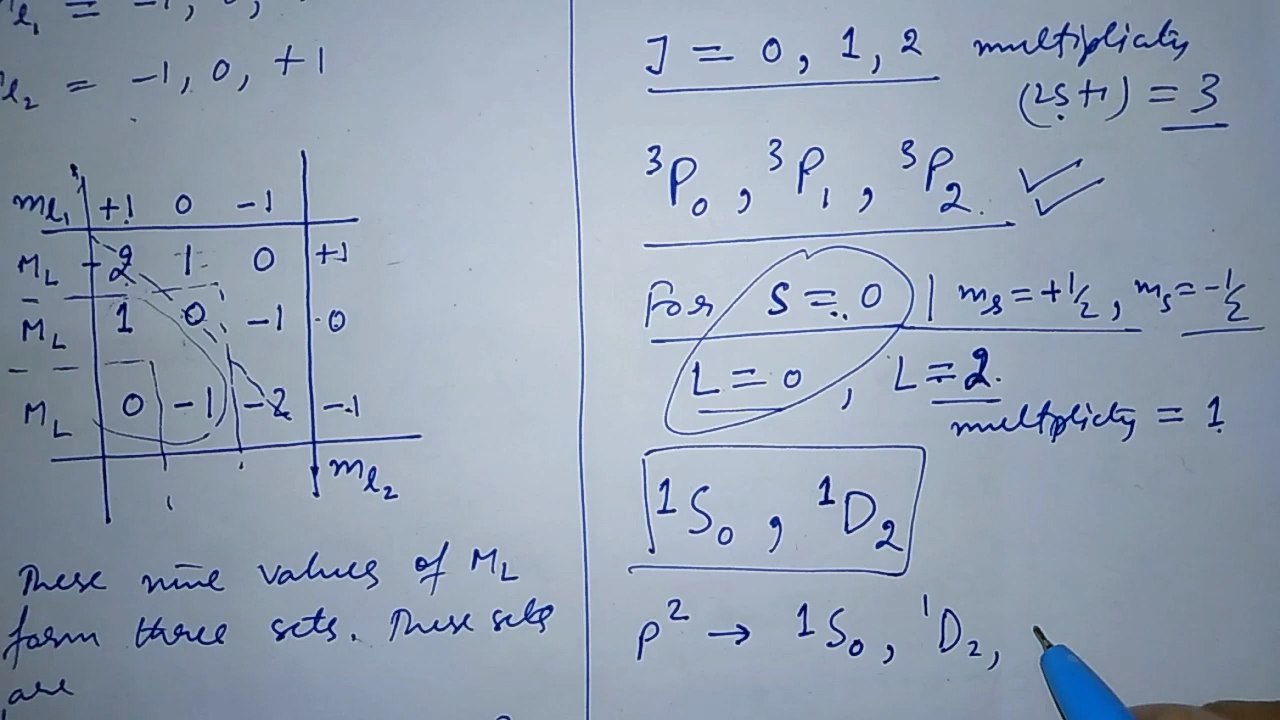 m_l1 = -1, 0,
m_l2 = -1, 0, +1
m_l1 +1 0 -1
M_L 2 1 0 +1
M_L 1 0 -1 0
M_L 0 -1 -2 -1
m_l2
These nine values of M_L
form three sets. These sets
are
J = 0, 1, 2 multiplicity
(2S+1) = 3
³P₀, ³P₁, ³P₂. ✓✓
For S = 0 | m_s = +½, m_s = -½
L = 0, L = 2.
multiplicity = 1
¹S₀, ¹D₂
p² → ¹S₀, ¹D₂,